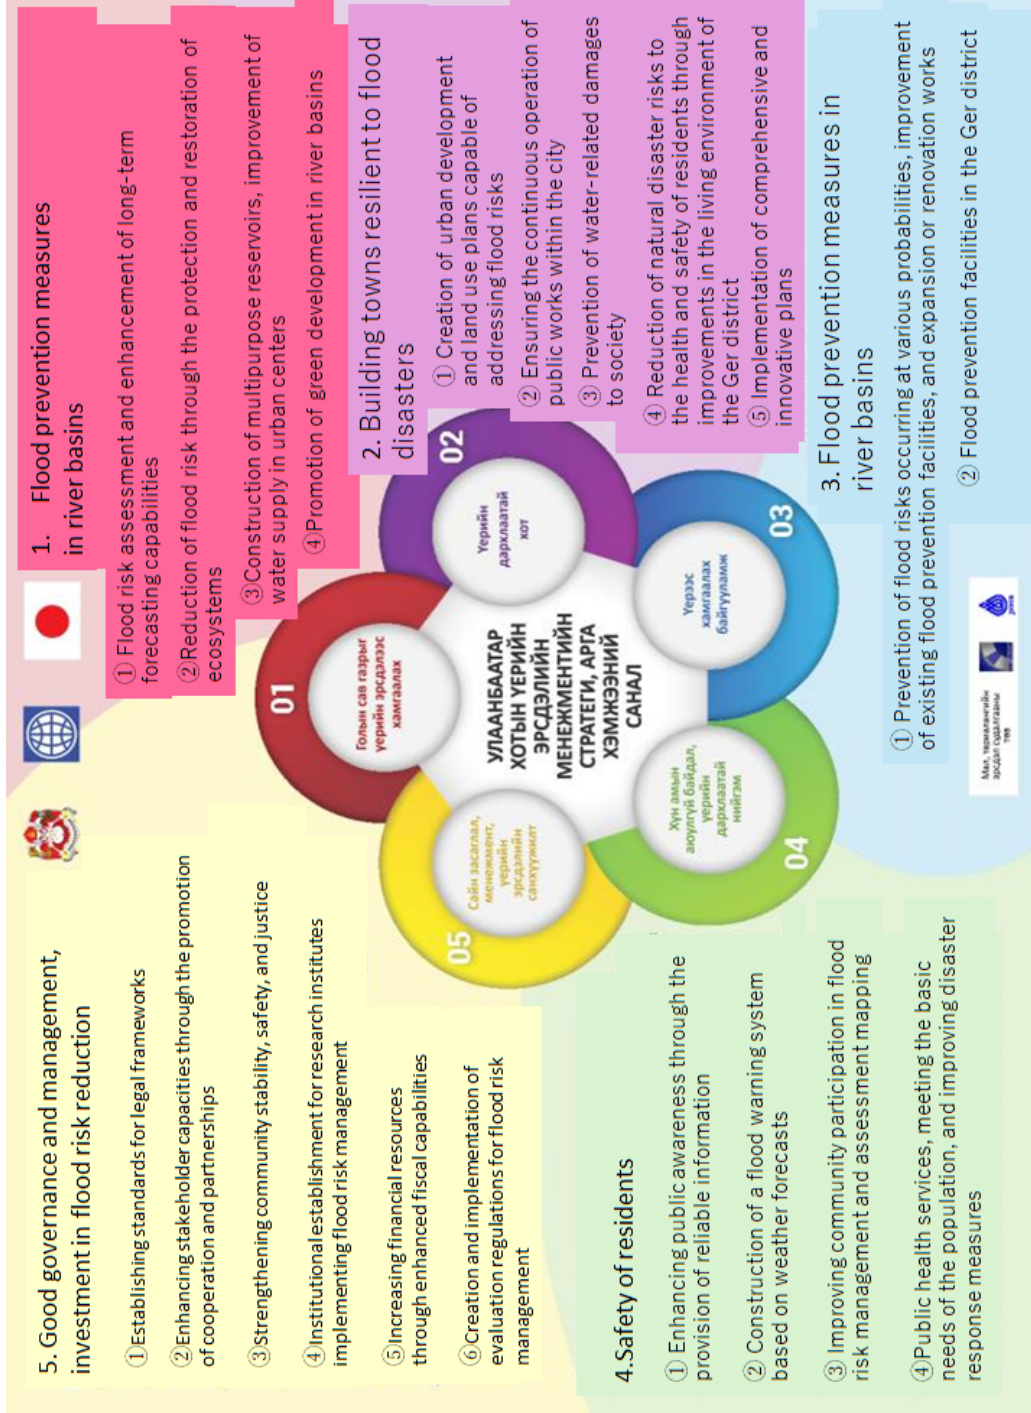 1. Flood prevention measures
in river basins
① Flood risk assessment and enhancement of long-term
forecasting capabilities
②Reduction of flood risk through the protection and restoration of
ecosystems
③Construction of multipurpose reservoirs, improvement of
water supply in urban centers
④Promotion of green development in river basins
2. Building towns resilient to flood
disasters
① Creation of urban development
and land use plans capable of
addressing flood risks
② Ensuring the continuous operation of
public works within the city
③ Prevention of water-related damages
to society
④ Reduction of natural disaster risks to
the health and safety of residents through
improvements in the living environment of
the Ger district
⑤ Implementation of comprehensive and
innovative plans
3. Flood prevention measures in
river basins
① Prevention of flood risks occurring at various probabilities, improvement
of existing flood prevention facilities, and expansion or renovation works
② Flood prevention facilities in the Ger district
4.Safety of residents
① Enhancing public awareness through the
provision of reliable information
② Construction of a flood warning system
based on weather forecasts
③ Improving community participation in flood
risk management and assessment mapping
④Public health services, meeting the basic
needs of the population, and improving disaster
response measures
5. Good governance and management,
investment in flood risk reduction
①Establishing standards for legal frameworks
②Enhancing stakeholder capacities through the promotion
of cooperation and partnerships
③Strengthening community stability, safety, and justice
④Institutional establishment for research institutes
implementing flood risk management
⑤Increasing financial resources
through enhanced fiscal capabilities
⑥Creation and implementation of
evaluation regulations for flood risk
management
УЛААНБААТАР
ХОТЫН ҮЕРИЙН
ЭРСДЭЛИЙН
МЕНЕЖМЕНТИЙН
СТРАТЕГИ, АРГА
ХЭМЖЭЭНИЙ
САНАЛ
01
Голын сав газрыг
үерийн эрсдэлээс
хамгаалах
02
Үерийн
дархлаатай
хот
03
Үерээс
хамгаалах
байгууламж
04
Хүн амын
аюулгүй байдал,
үерийн
дархлаатай
нийгэм
05
Сайн засаглал,
менежмент,
үерийн
эрсдэлийн
санхүүжилт
Мал, тариалангийн
эрсдэл судалгааны
төв